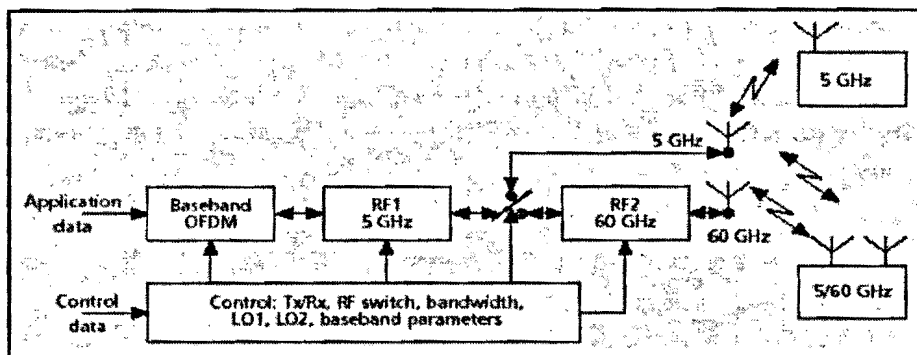 5 GHz
5 GHz
Application
data
Baseband
OFDM
RF1
5 GHz
RF2
60 GHz
60 GHz
5/60 GHz
Control
data
Control: Tx/Rx, RF switch, bandwidth,
LO1, LO2, baseband parameters